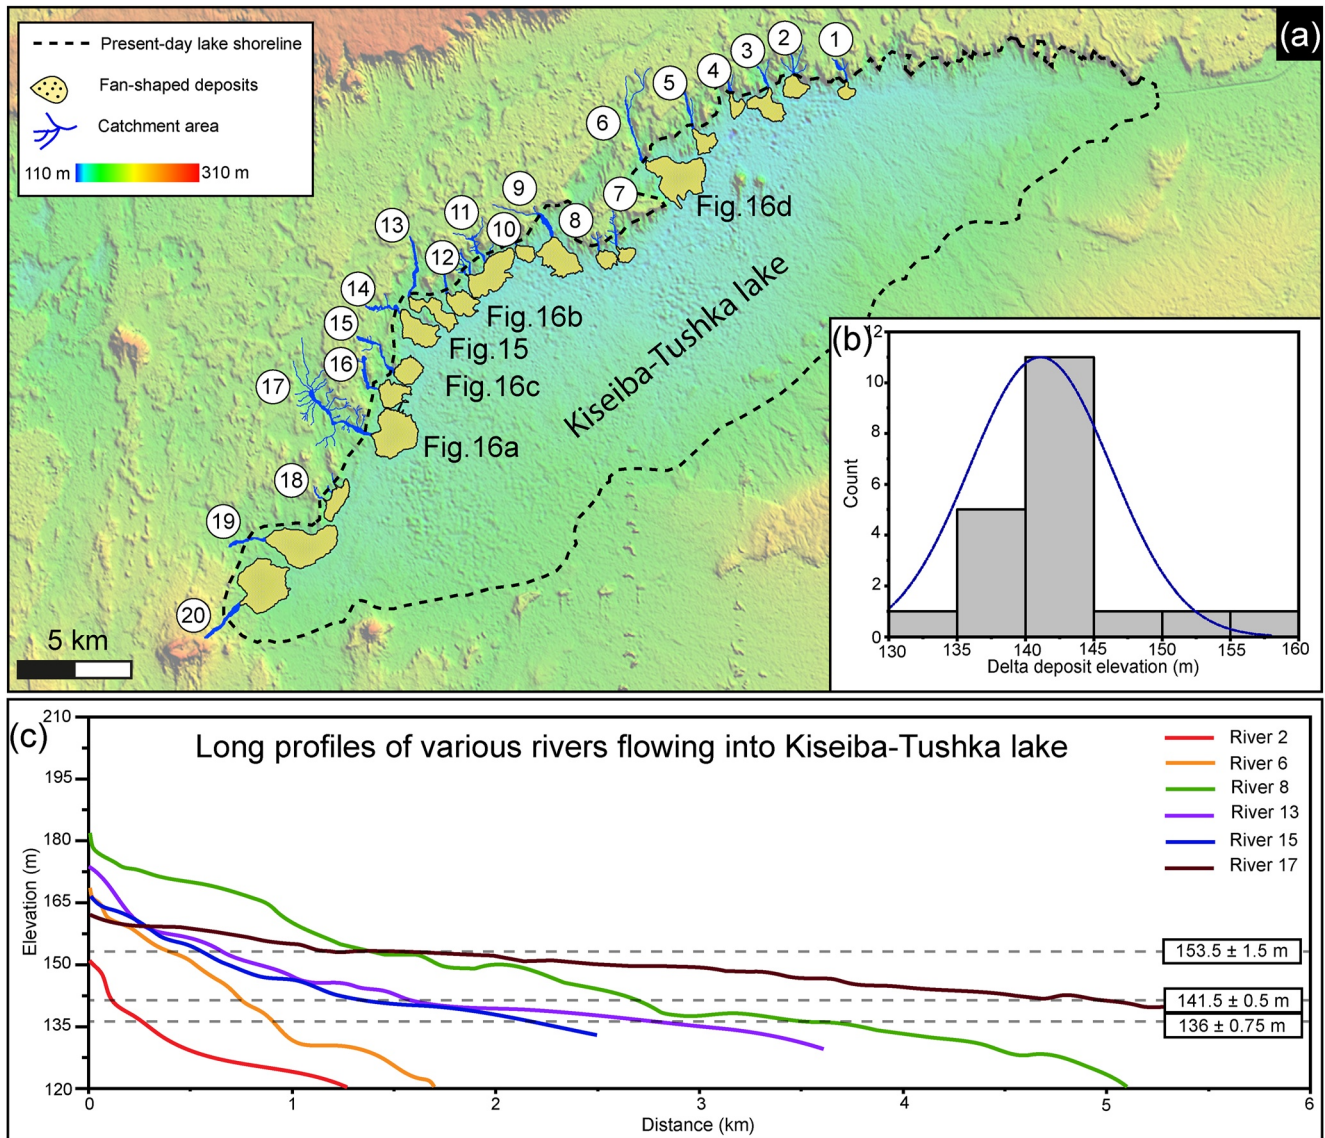 (a)
Present-day lake shoreline
Fan-shaped deposits
Catchment area
110 m 310 m
1
2
3
4
5
6
7
8
9
10
11
12
13
14
15
16
17
18
19
20
Fig.16d
Fig.16b
Fig.15
Fig.16c
Fig.16a
Kiseiba-Tushka lake
5 km
(b)
12
10
8
6
4
2
0
Count
130 135 140 145 150 155 160
Delta deposit elevation (m)
(c)
Long profiles of various rivers flowing into Kiseiba-Tushka lake
River 2
River 6
River 8
River 13
River 15
River 17
210
195
180
165
150
135
120
Elevation (m)
153.5 ± 1.5 m
141.5 ± 0.5 m
136 ± 0.75 m
0 1 2 3 4 5 6
Distance (km)